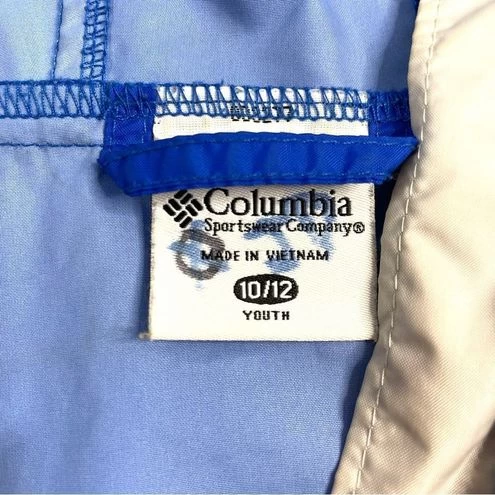 Columbia
Sportswear Company®
MADE IN VIETNAM
10/12
YOUTH